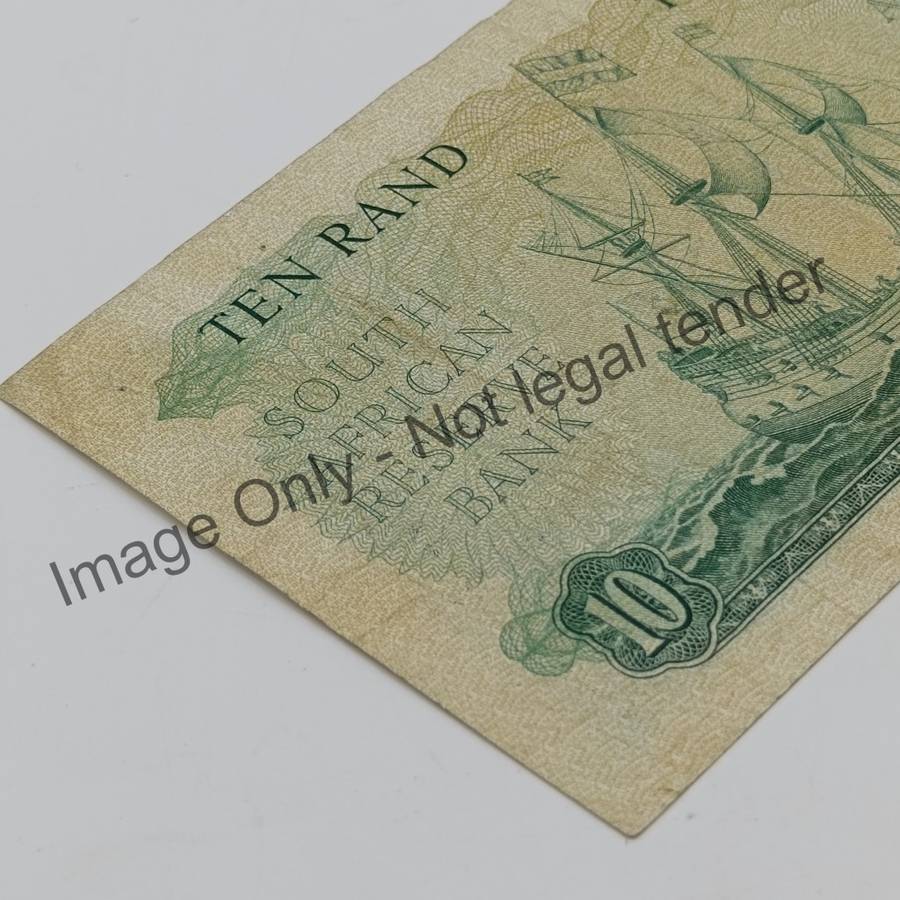 TEN RAND
SOUTH
AFRICAN
RESERVE
BANK
10
Image Only - Not legal tender